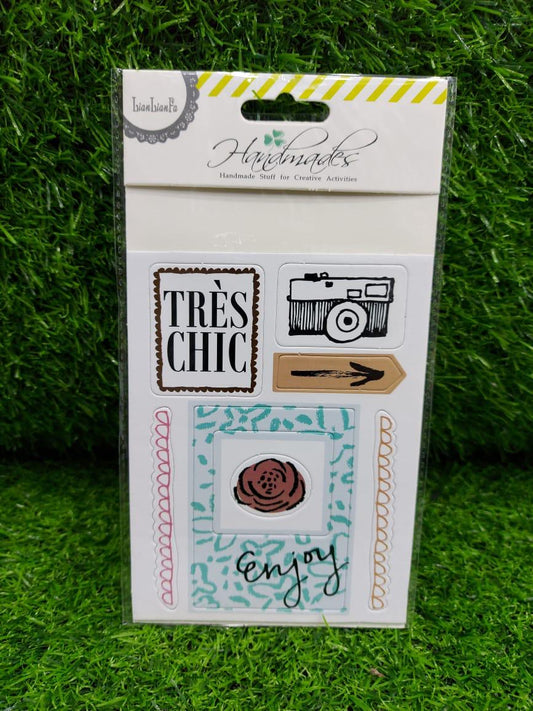 LianLianFa
Handmades
Handmade Stuff for Creative Activities
TRÈS
CHIC
Enjoy